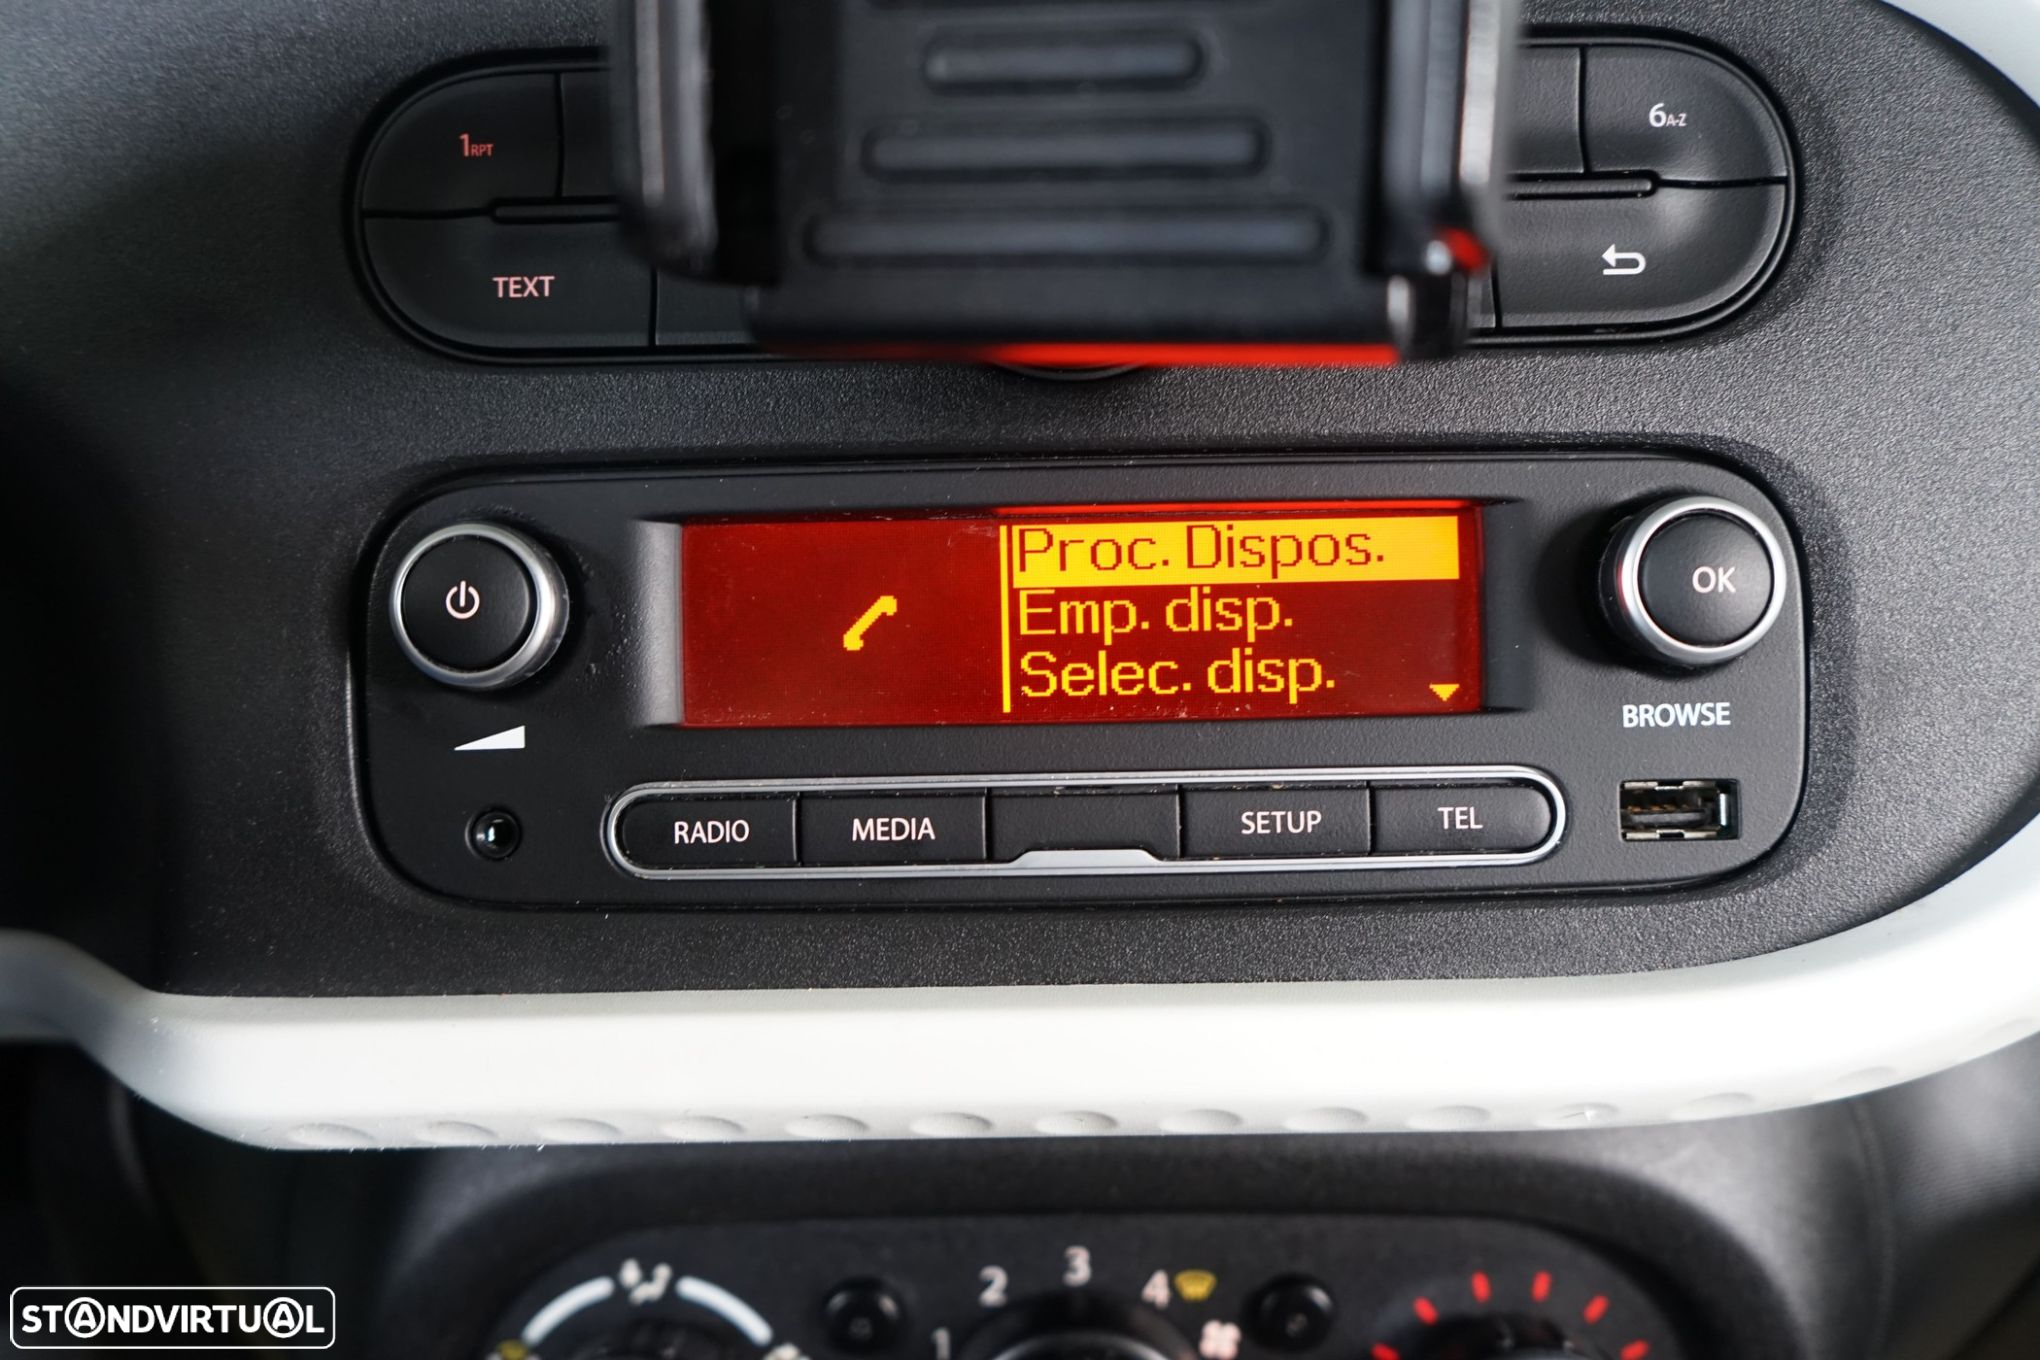 1RPT
6A-Z
TEXT
Proc. Dispos.
Emp. disp.
Selec. disp.
OK
BROWSE
RADIO
MEDIA
SETUP
TEL
1
2
3
4
STANDVIRTUAL